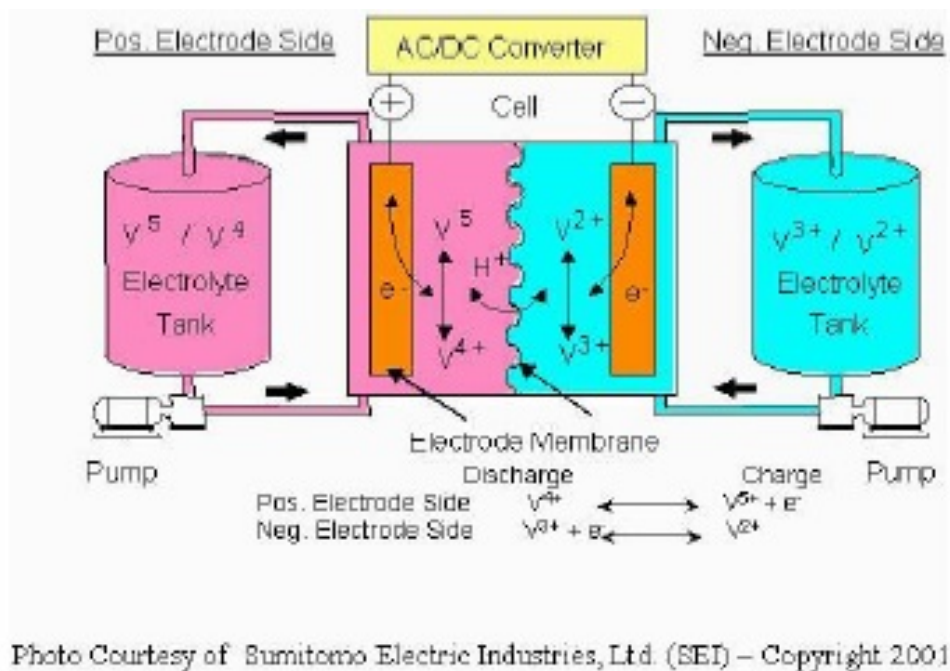 Pos. Electrode Side
AC/DC Converter
Neg. Electrode Side
+
Cell
−
V⁵ / V⁴
Electrolyte
Tank
V⁵
H⁺
e⁻
V⁴⁺
V²⁺
e⁻
V³⁺
V³⁺ / V²⁺
Electrolyte
Tank
Electrode Membrane
Pump
Pump
Discharge Charge
Pos. Electrode Side V⁴⁺ V⁵⁺ + e⁻
Neg. Electrode Side V³⁺ + e⁻ V²⁺
Photo Courtesy of Sumitomo Electric Industries, Ltd. (SEI) – Copyright 200